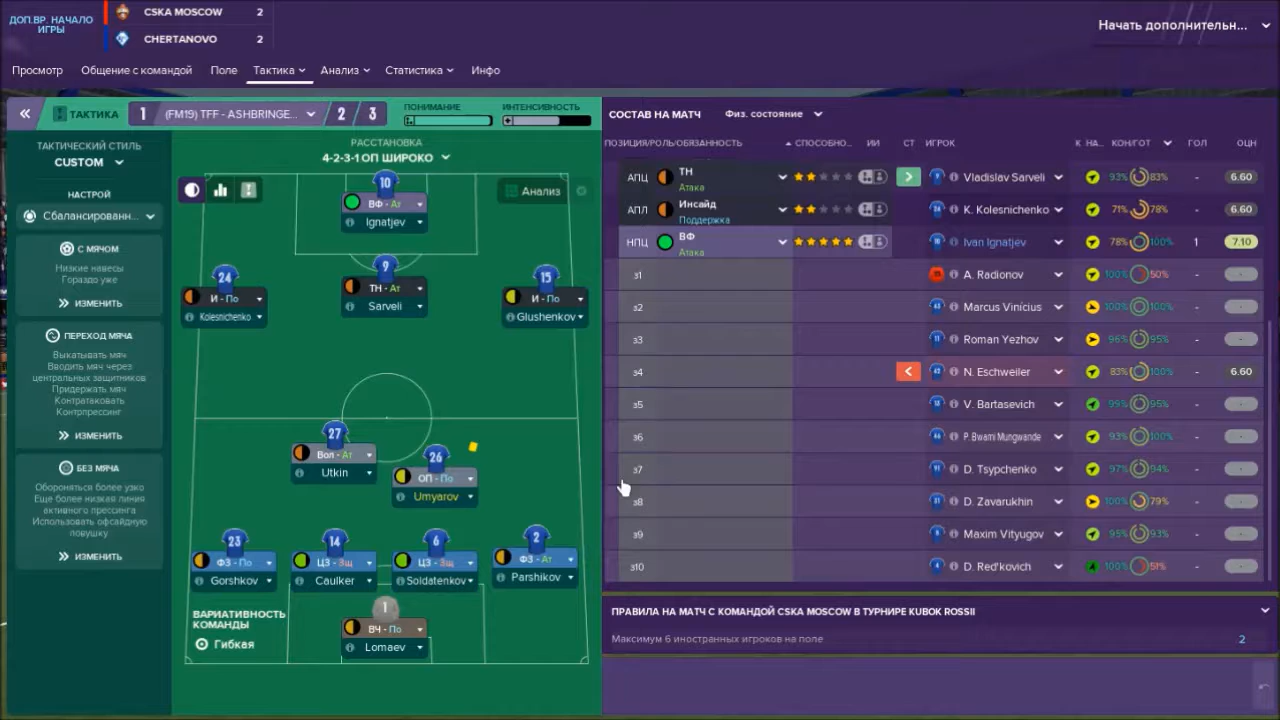 ДОП.ВР. НАЧАЛО ИГРЫ
CSKA MOSCOW 2
CHERTANOVO 2
Начать дополнительн...
Просмотр Общение с командой Поле Тактика Анализ Статистика Инфо
ТАКТИКА 1 (FM19) TFF - ASHBRINGE... 2 3 ПОНИМАНИЕ ИНТЕНСИВНОСТЬ
ТАКТИЧЕСКИЙ СТИЛЬ
CUSTOM
НАСТРОЙ
Сбалансированн...
С МЯЧОМ
Низкие навесы
Гораздо уже
ИЗМЕНИТЬ
ПЕРЕХОД МЯЧА
Выкатывать мяч
Вводить мяч через
центральных защитников
Придержать мяч
Контратаковать
Контрпрессинг
ИЗМЕНИТЬ
БЕЗ МЯЧА
Обороняться более узко
Еще более низкая линия
активного прессинга
Использовать офсайдную
ловушку
ИЗМЕНИТЬ
РАССТАНОВКА
4-2-3-1 ОП ШИРОКО
Анализ
10
ВФ - Ат
Ignatjev
24 9 15
И - По ТН - Ат И - По
Kolesnichenko Sarveli Glushenkov
27 26
Вол - Ат ОП - По
Utkin Umyarov
23 14 6 2
ФЗ - По ЦЗ - Зщ ЦЗ - Зщ ФЗ - Ат
Gorshkov Caulker Soldatenkov Parshikov
1
ВЧ - По
Lomaev
ВАРИАТИВНОСТЬ
КОМАНДЫ
Гибкая
СОСТАВ НА МАТЧ Физ. состояние
ПОЗИЦИЯ/РОЛЬ/ОБЯЗАННОСТЬ СПОСОБНО... ИИ СТ ИГРОК К НА... КОН/ГОТ ГОЛ ОЦН
АПЦ ТН Атака Vladislav Sarveli 93% 83% - 6.60
АПЛ Инсайд Поддержка K. Kolesnichenko 71% 78% - 6.60
НПЦ ВФ Атака Ivan Ignatjev 78% 100% 1 7.10
з1 A. Radionov 100% 50% - -
з2 Marcus Vinícius 100% 100% - -
з3 Roman Yezhov 96% 95% - -
з4 N. Eschweiler 83% 100% - 6.60
з5 V. Bartasevich 99% 95% - -
з6 P. Bwami Mungwande 93% 100% - -
з7 D. Tsypchenko 97% 94% - -
з8 D. Zavarukhin 100% 79% - -
з9 Maxim Vityugov 95% 93% - -
з10 D. Red'kovich 100% 51% - -
ПРАВИЛА НА МАТЧ С КОМАНДОЙ CSKA MOSCOW В ТУРНИРЕ KUBOK ROSSII
Максимум 6 иностранных игроков на поле 2